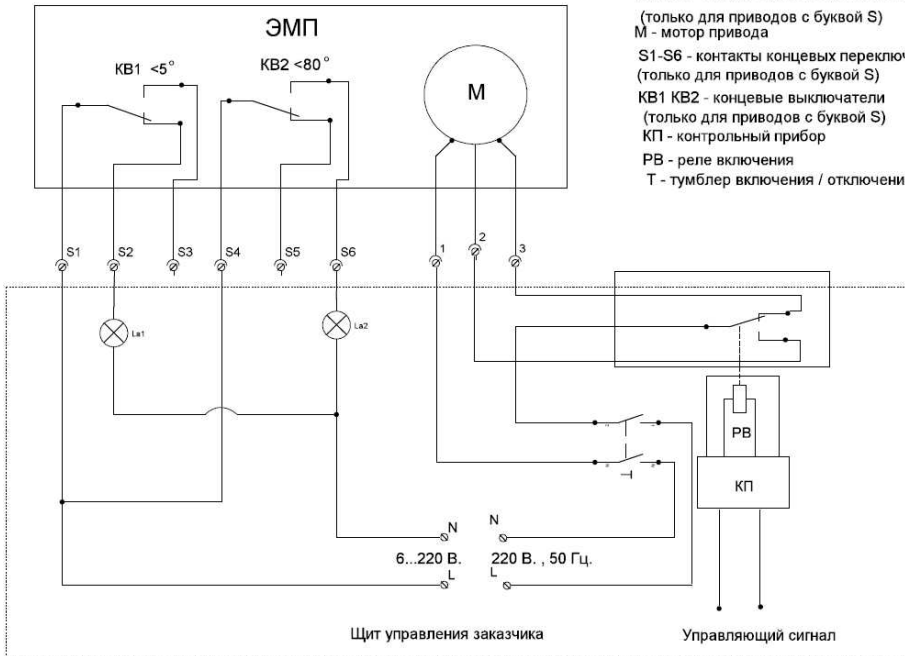 (только для приводов с буквой S)
М - мотор привода
S1-S6 - контакты концевых переключ
(только для приводов с буквой S)
КВ1 КВ2 - концевые выключатели
(только для приводов с буквой S)
КП - контрольный прибор
РВ - реле включения
Т - тумблер включения / отключени
ЭМП
КВ1 <5°
КВ2 <80°
М
S1
S2
S3
S4
S5
S6
1
2
3
La1
La2
РВ
КП
N
N
6...220 В.
220 В. , 50 Гц.
L
L
Щит управления заказчика
Управляющий сигнал